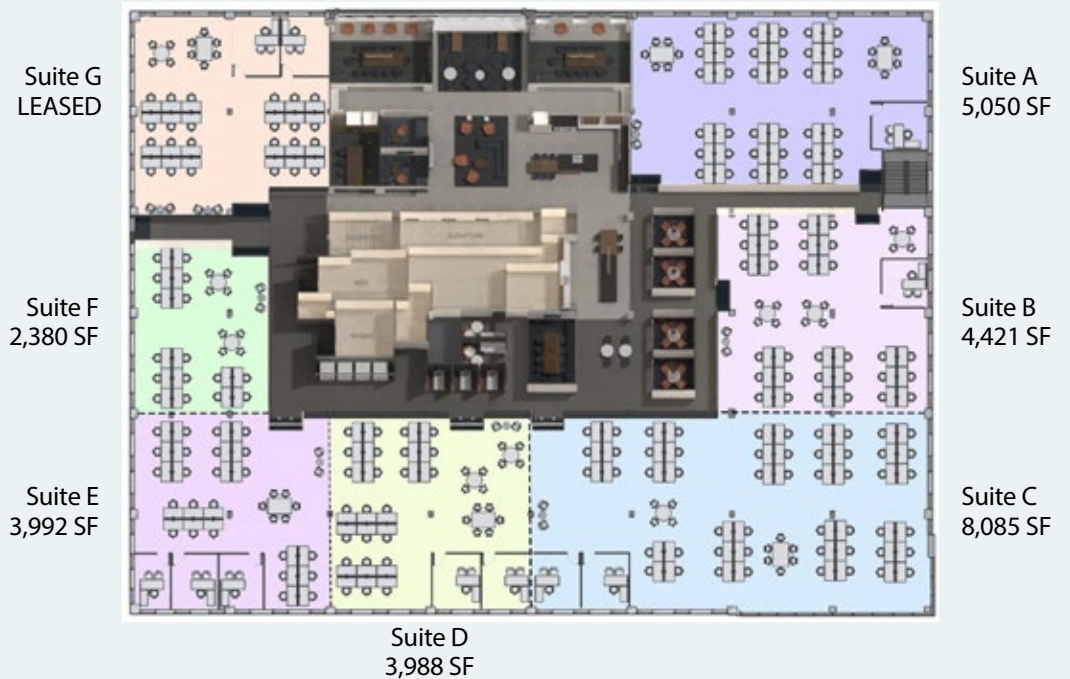 Suite G
LEASED
Suite A
5,050 SF
Suite F
2,380 SF
Suite B
4,421 SF
Suite E
3,992 SF
Suite C
8,085 SF
Suite D
3,988 SF